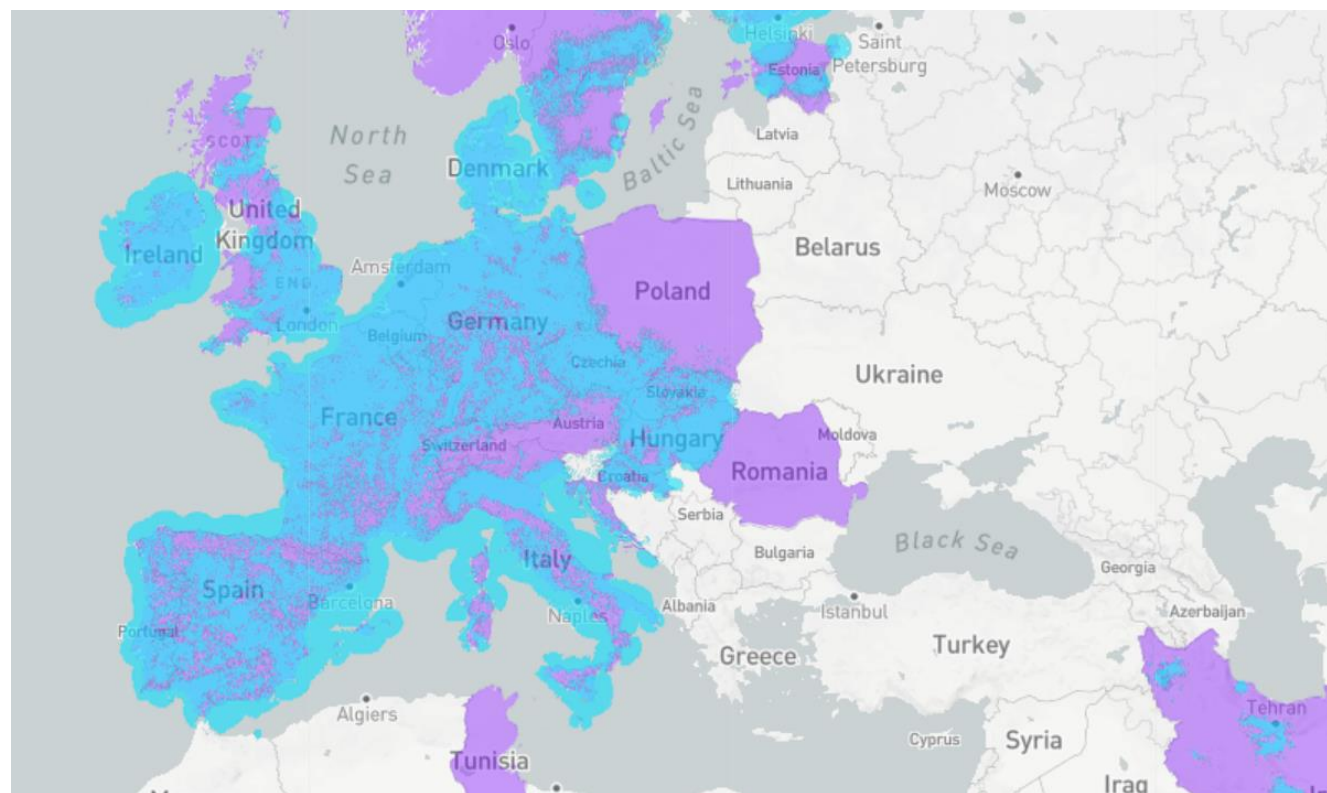 Oslo
Helsinki
Saint
Petersburg
Estonia
North
Sea
SCOT.
Baltic Sea
Latvia
Denmark
Lithuania
Moscow
United
Kingdom
Ireland
Belarus
Amsterdam
END.
Poland
London
Germany
Belgium
Czechia
Ukraine
Slovakia
France
Austria
Switzerland
Hungary
Moldova
Romania
Croatia
Serbia
Black Sea
Italy
Bulgaria
Georgia
Spain
Barcelona
Naples
Albania
Istanbul
Azerbaijan
Portugal
Greece
Turkey
Tehran
Algiers
Cyprus
Syria
Tunisia
Iraq